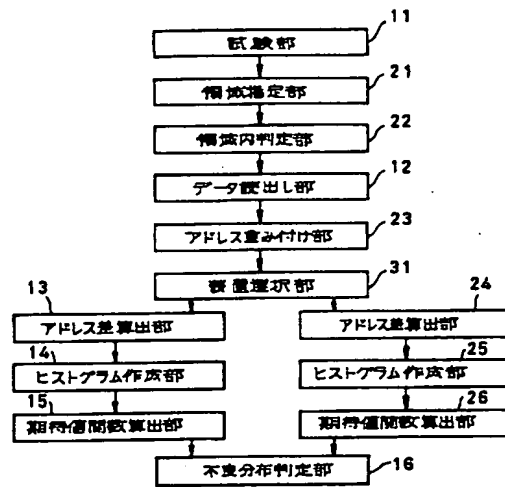 11
試験部
21
領域指定部
22
領域内判定部
12
データ読出し部
23
アドレス重み付け部
31
装置選択部
13
アドレス差算出部
24
アドレス差算出部
14
ヒストグラム作成部
25
ヒストグラム作成部
15
期待値関数算出部
26
期待値関数算出部
不良分布判定部
16